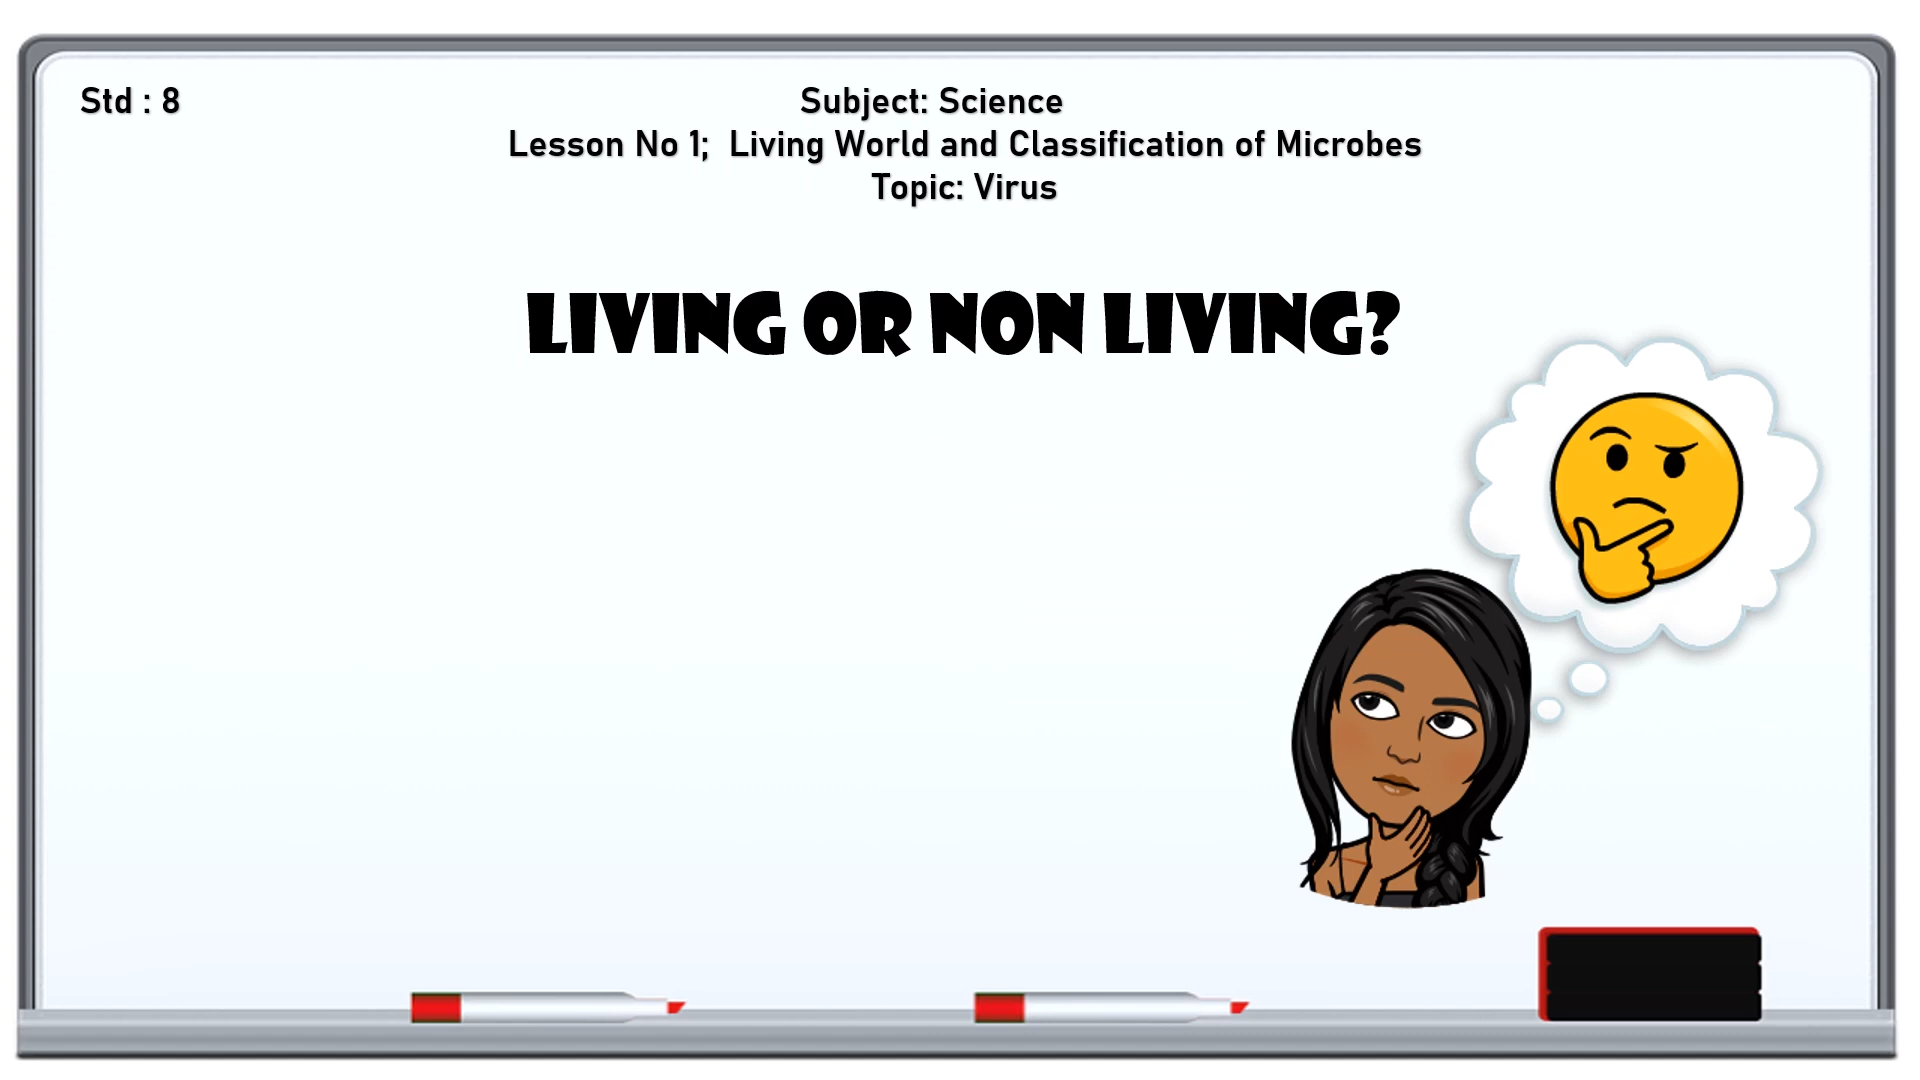 Std : 8
Subject: Science
Lesson No 1;  Living World and Classification of Microbes
Topic: Virus
LIVING OR NON LIVING?